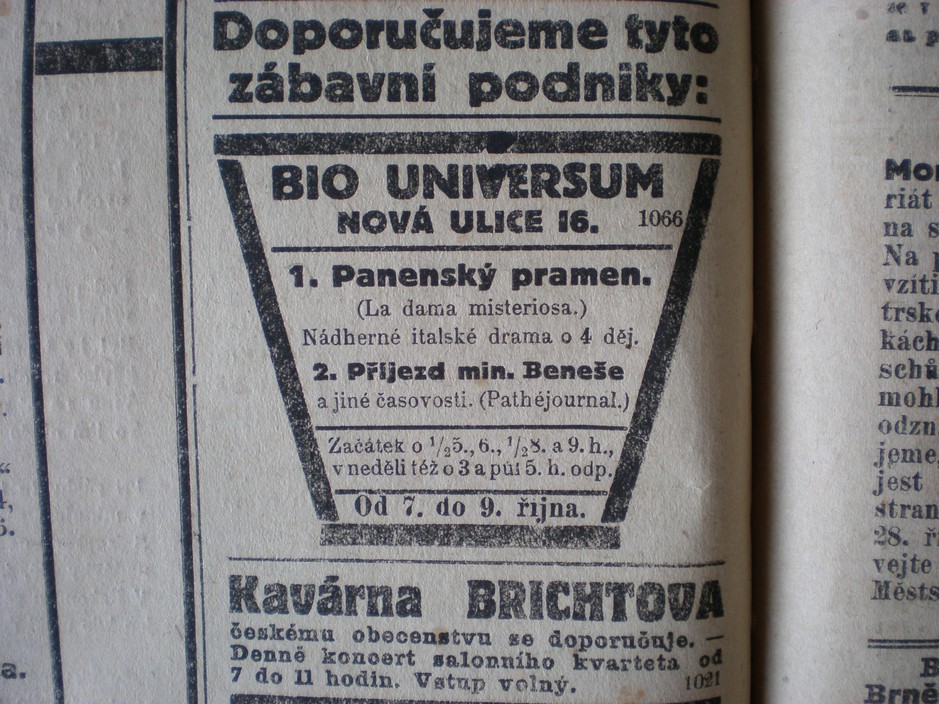 Doporučujeme tyto
zábavní podniky:
BIO UNIVERSUM
NOVÁ ULICE 16. 1066
1. Panenský pramen.
(La dama misteriosa.)
Nádherné italské drama o 4 děj.
2. Příjezd min. Beneše
a jiné časovosti. (Pathéjournal.)
Začátek o 1/25., 6., 1/28. a 9. h.,
v neděli též o 3 a půl 5. h. odp.
Od 7. do 9. října.
Kavárna BRICHTOVA
českému obecenstvu se doporučuje. —
Denně koncert salonního kvarteta od
7 do 11 hodin. Vstup volný. 1021
riát
na s
Na p
vzíti
trské
kách
schů
mohl
odzn
jeme,
jest
stran
28. ř
vejte
Městs
Brně